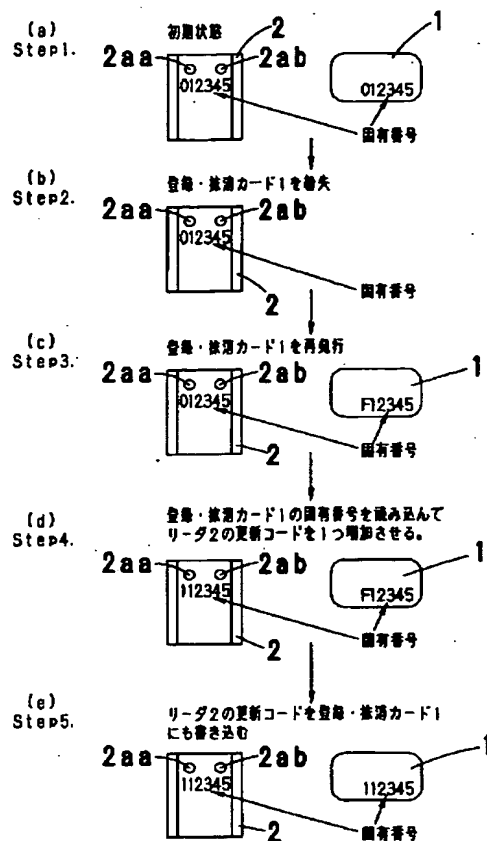 (a)
Step1.
初期状態
2
1
2aa
2ab
012345
012345
固有番号
(b)
Step2.
登録・抹消カード1を紛失
2aa
2ab
012345
2
固有番号
(c)
Step3.
登録・抹消カード1を再発行
2aa
2ab
1
012345
F12345
2
固有番号
(d)
Step4.
登録・抹消カード1の固有番号を読み込んで
リーダ2の更新コードを1つ増加させる。
2aa
2ab
1
112345
F12345
2
固有番号
(e)
Step5.
リーダ2の更新コードを登録・抹消カード1
にも書き込む
2aa
2ab
1
112345
112345
2
固有番号